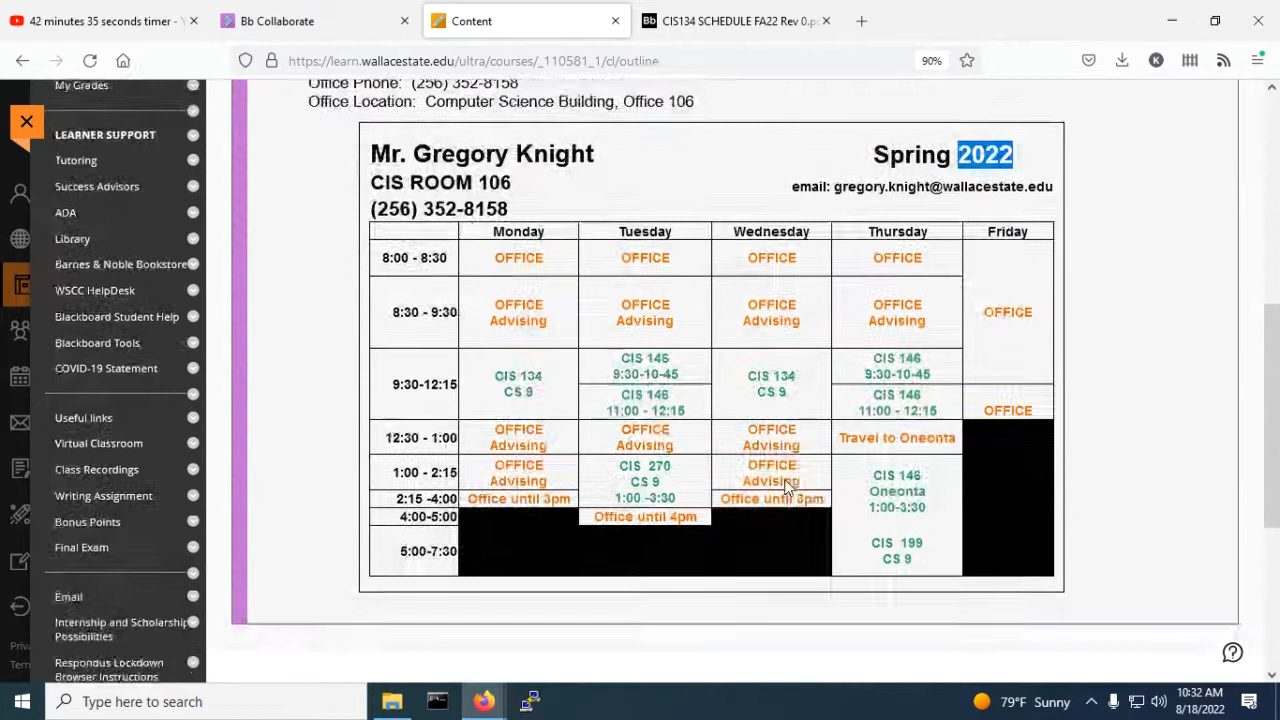 42 minutes 35 seconds timer - Y
Bb Collaborate
Content
Bb CIS134 SCHEDULE FA22 Rev 0.pd
https://learn.wallacestate.edu/ultra/courses/_110581_1/cl/outline
90%
My Grades
LEARNER SUPPORT
Tutoring
Success Advisors
ADA
Library
Barnes & Noble Bookstore
WSCC HelpDesk
Blackboard Student Help
Blackboard Tools
COVID-19 Statement
Useful links
Virtual Classroom
Class Recordings
Writing Assignment
Bonus Points
Final Exam
Email
Internship and Scholarship
Possibilities
Respondus Lockdown
Browser Instructions
Priva
Term
Office Phone: (256) 352-8158
Office Location: Computer Science Building, Office 106
Mr. Gregory Knight Spring 2022
CIS ROOM 106 email: gregory.knight@wallacestate.edu
(256) 352-8158
Monday Tuesday Wednesday Thursday Friday
8:00 - 8:30 OFFICE OFFICE OFFICE OFFICE
8:30 - 9:30 OFFICE Advising OFFICE Advising OFFICE Advising OFFICE Advising OFFICE
9:30-12:15 CIS 134 CS 9 CIS 146 9:30-10-45 CIS 134 CS 9 CIS 146 9:30-10-45
CIS 146 11:00 - 12:15 CIS 146 11:00 - 12:15 OFFICE
12:30 - 1:00 OFFICE Advising OFFICE Advising OFFICE Advising Travel to Oneonta
1:00 - 2:15 OFFICE Advising CIS 270 CS 9 1:00 -3:30 OFFICE Advising CIS 146 Oneonta 1:00-3:30
2:15 -4:00 Office until 3pm Office until 3pm
4:00-5:00 Office until 4pm
5:00-7:30 CIS 199 CS 9
Type here to search
79°F Sunny
10:32 AM
8/18/2022